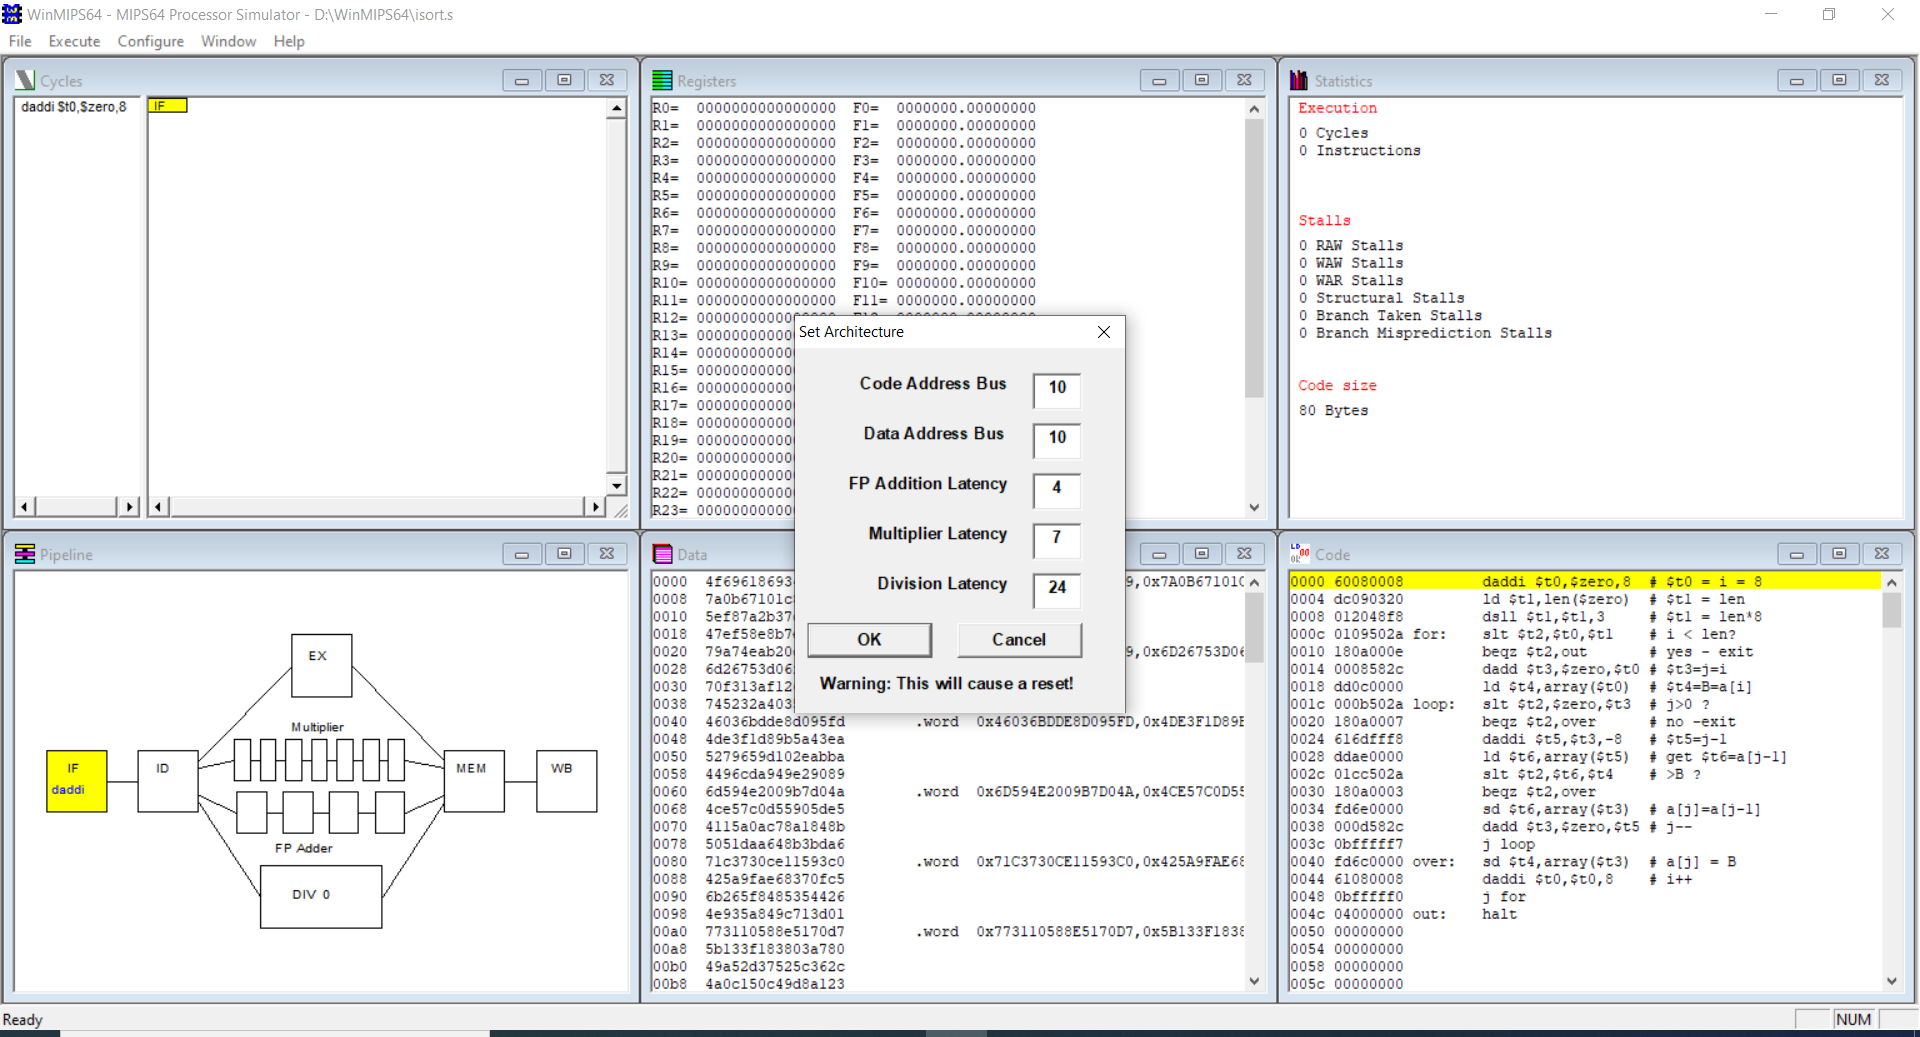 WinMIPS64 - MIPS64 Processor Simulator - D:\WinMIPS64\isort.s
File Execute Configure Window Help
Cycles
daddi $t0,$zero,8
IF
Registers
R0= 0000000000000000 F0= 0000000.00000000
R1= 0000000000000000 F1= 0000000.00000000
R2= 0000000000000000 F2= 0000000.00000000
R3= 0000000000000000 F3= 0000000.00000000
R4= 0000000000000000 F4= 0000000.00000000
R5= 0000000000000000 F5= 0000000.00000000
R6= 0000000000000000 F6= 0000000.00000000
R7= 0000000000000000 F7= 0000000.00000000
R8= 0000000000000000 F8= 0000000.00000000
R9= 0000000000000000 F9= 0000000.00000000
R10= 0000000000000000 F10= 0000000.00000000
R11= 0000000000000000 F11= 0000000.00000000
R12= 00000000000
R13= 00000000000
R14= 00000000000
R15= 00000000000
R16= 00000000000
R17= 00000000000
R18= 00000000000
R19= 00000000000
R20= 00000000000
R21= 00000000000
R22= 00000000000
R23= 00000000000
Statistics
Execution
0 Cycles
0 Instructions
Stalls
0 RAW Stalls
0 WAW Stalls
0 WAR Stalls
0 Structural Stalls
0 Branch Taken Stalls
0 Branch Misprediction Stalls
Code size
80 Bytes
Set Architecture
Code Address Bus 10
Data Address Bus 10
FP Addition Latency 4
Multiplier Latency 7
Division Latency 24
OK Cancel
Warning: This will cause a reset!
Pipeline
EX
Multiplier
IF
daddi
ID
MEM
WB
FP Adder
DIV 0
Data
0000 4f69618693 9,0x7A0B67101C
0008 7a0b67101c
0010 5ef87a2b37
0018 47ef58e8b7
0020 79a74eab20 9,0x6D26753D06
0028 6d26753d06
0030 70f313af12
0038 745232a403
0040 46036bdde8d095fd .word 0x46036BDDE8D095FD,0x4DE3F1D89B
0048 4de3f1d89b5a43ea
0050 5279659d102eabba
0058 4496cda949e29089
0060 6d594e2009b7d04a .word 0x6D594E2009B7D04A,0x4CE57C0D55
0068 4ce57c0d55905de5
0070 4115a0ac78a1848b
0078 5051daa648b3bda6
0080 71c3730ce11593c0 .word 0x71C3730CE11593C0,0x425A9FAE68
0088 425a9fae68370fc5
0090 6b265f8485354426
0098 4e935a849c713d01
00a0 773110588e5170d7 .word 0x773110588E5170D7,0x5B133F1838
00a8 5b133f183803a780
00b0 49a52d37525c362c
00b8 4a0c150c49d8a123
Code
0000 60080008 daddi $t0,$zero,8 # $t0 = i = 8
0004 dc090320 ld $t1,len($zero) # $t1 = len
0008 012048f8 dsll $t1,$t1,3 # $t1 = len*8
000c 0109502a for: slt $t2,$t0,$t1 # i < len?
0010 180a000e beqz $t2,out # yes - exit
0014 0008582c dadd $t3,$zero,$t0 # $t3=j=i
0018 dd0c0000 ld $t4,array($t0) # $t4=B=a[i]
001c 000b502a loop: slt $t2,$zero,$t3 # j>0 ?
0020 180a0007 beqz $t2,over # no -exit
0024 616dfff8 daddi $t5,$t3,-8 # $t5=j-1
0028 ddae0000 ld $t6,array($t5) # get $t6=a[j-1]
002c 01cc502a slt $t2,$t6,$t4 # >B ?
0030 180a0003 beqz $t2,over
0034 fd6e0000 sd $t6,array($t3) # a[j]=a[j-1]
0038 000d582c dadd $t3,$zero,$t5 # j--
003c 0bfffff7 j loop
0040 fd6c0000 over: sd $t4,array($t3) # a[j] = B
0044 61080008 daddi $t0,$t0,8 # i++
0048 0bfffff0 j for
004c 04000000 out: halt
0050 00000000
0054 00000000
0058 00000000
005c 00000000
Ready
NUM